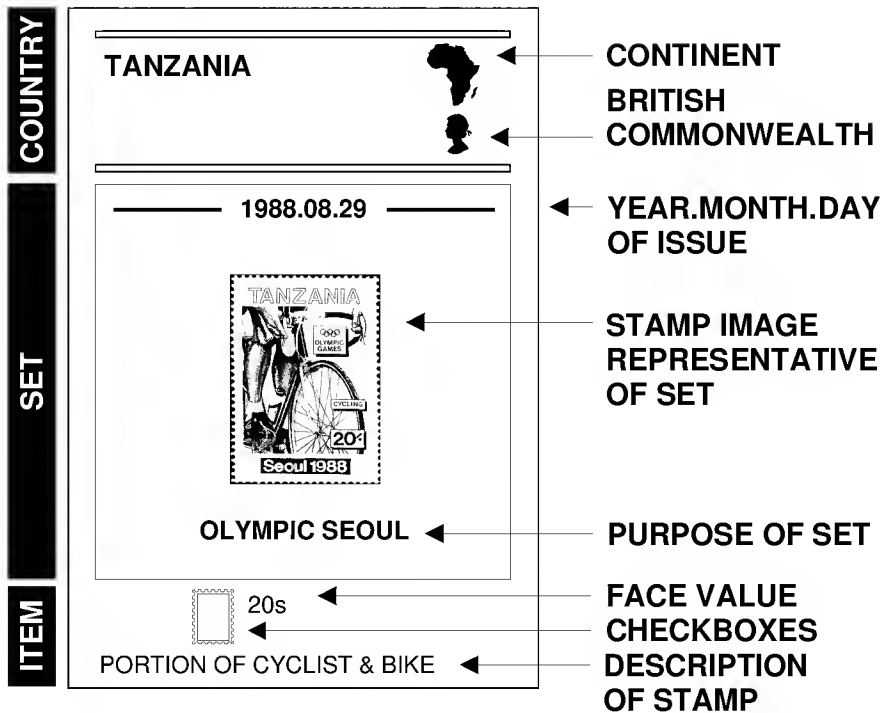 COUNTRY
TANZANIA
CONTINENT
BRITISH
COMMONWEALTH
SET
1988.08.29
YEAR.MONTH.DAY
OF ISSUE
TANZANIA
OLYMPIC
GAMES
CYCLING
20/-
Seoul 1988
STAMP IMAGE
REPRESENTATIVE
OF SET
OLYMPIC SEOUL
PURPOSE OF SET
ITEM
20s
FACE VALUE
CHECKBOXES
PORTION OF CYCLIST & BIKE
DESCRIPTION
OF STAMP